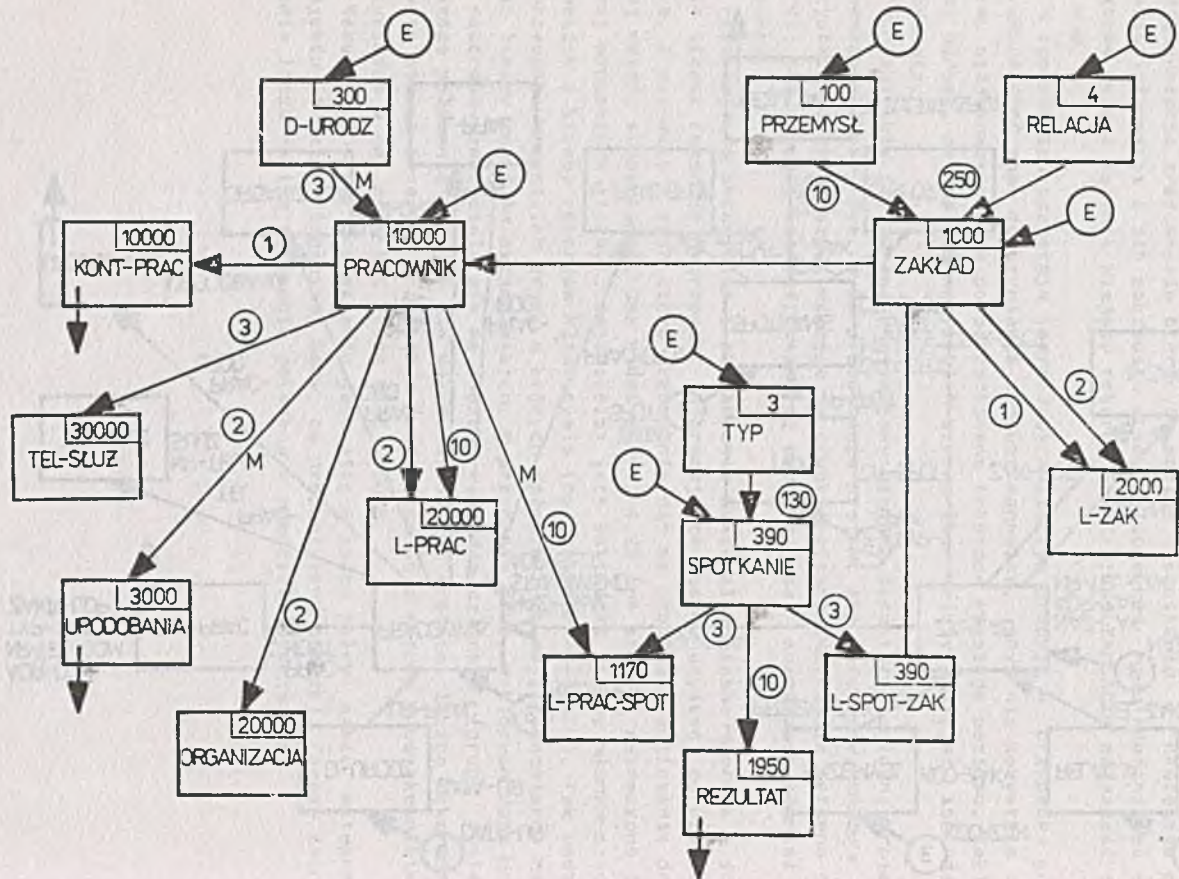 E
E
E
300
D-URODZ
100
PRZEMYSŁ
4
RELACJA
3
M
E
10
250
E
10000
KONT-PRAC
1
10000
PRACOWNIK
1000
ZAKŁAD
3
E
2
M
2
10
M
3
TYP
1
2
30000
TEL-SŁUŻ
E
130
20000
L-PRAC
10
390
SPOTKANIE
2000
L-ZAK
3000
UPODOBANIA
2
3
3
1170
L-PRAC-SPOT
10
390
L-SPOT-ZAK
20000
ORGANIZACJA
1950
REZULTAT